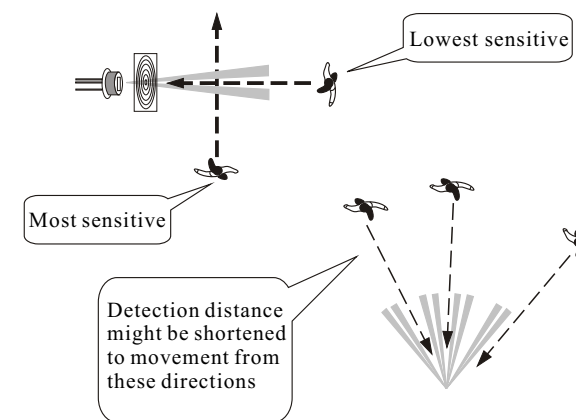 Lowest sensitive
Most sensitive
Detection distance
might be shortened
to movement from
these directions